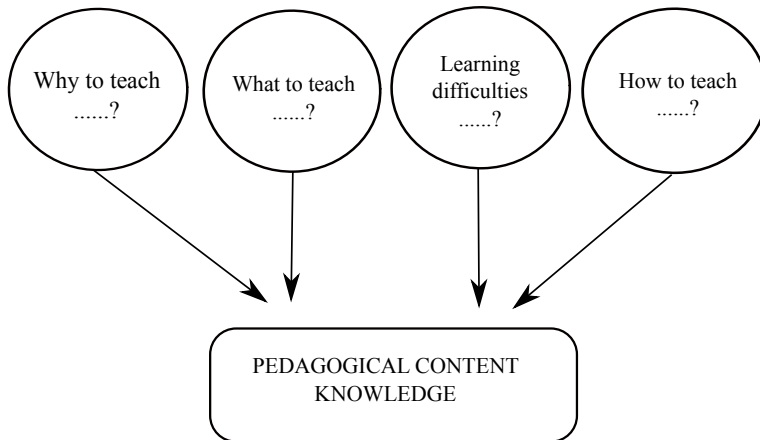 Why to teach
......?
What to teach
......?
Learning
difficulties
......?
How to teach
......?
PEDAGOGICAL CONTENT
KNOWLEDGE